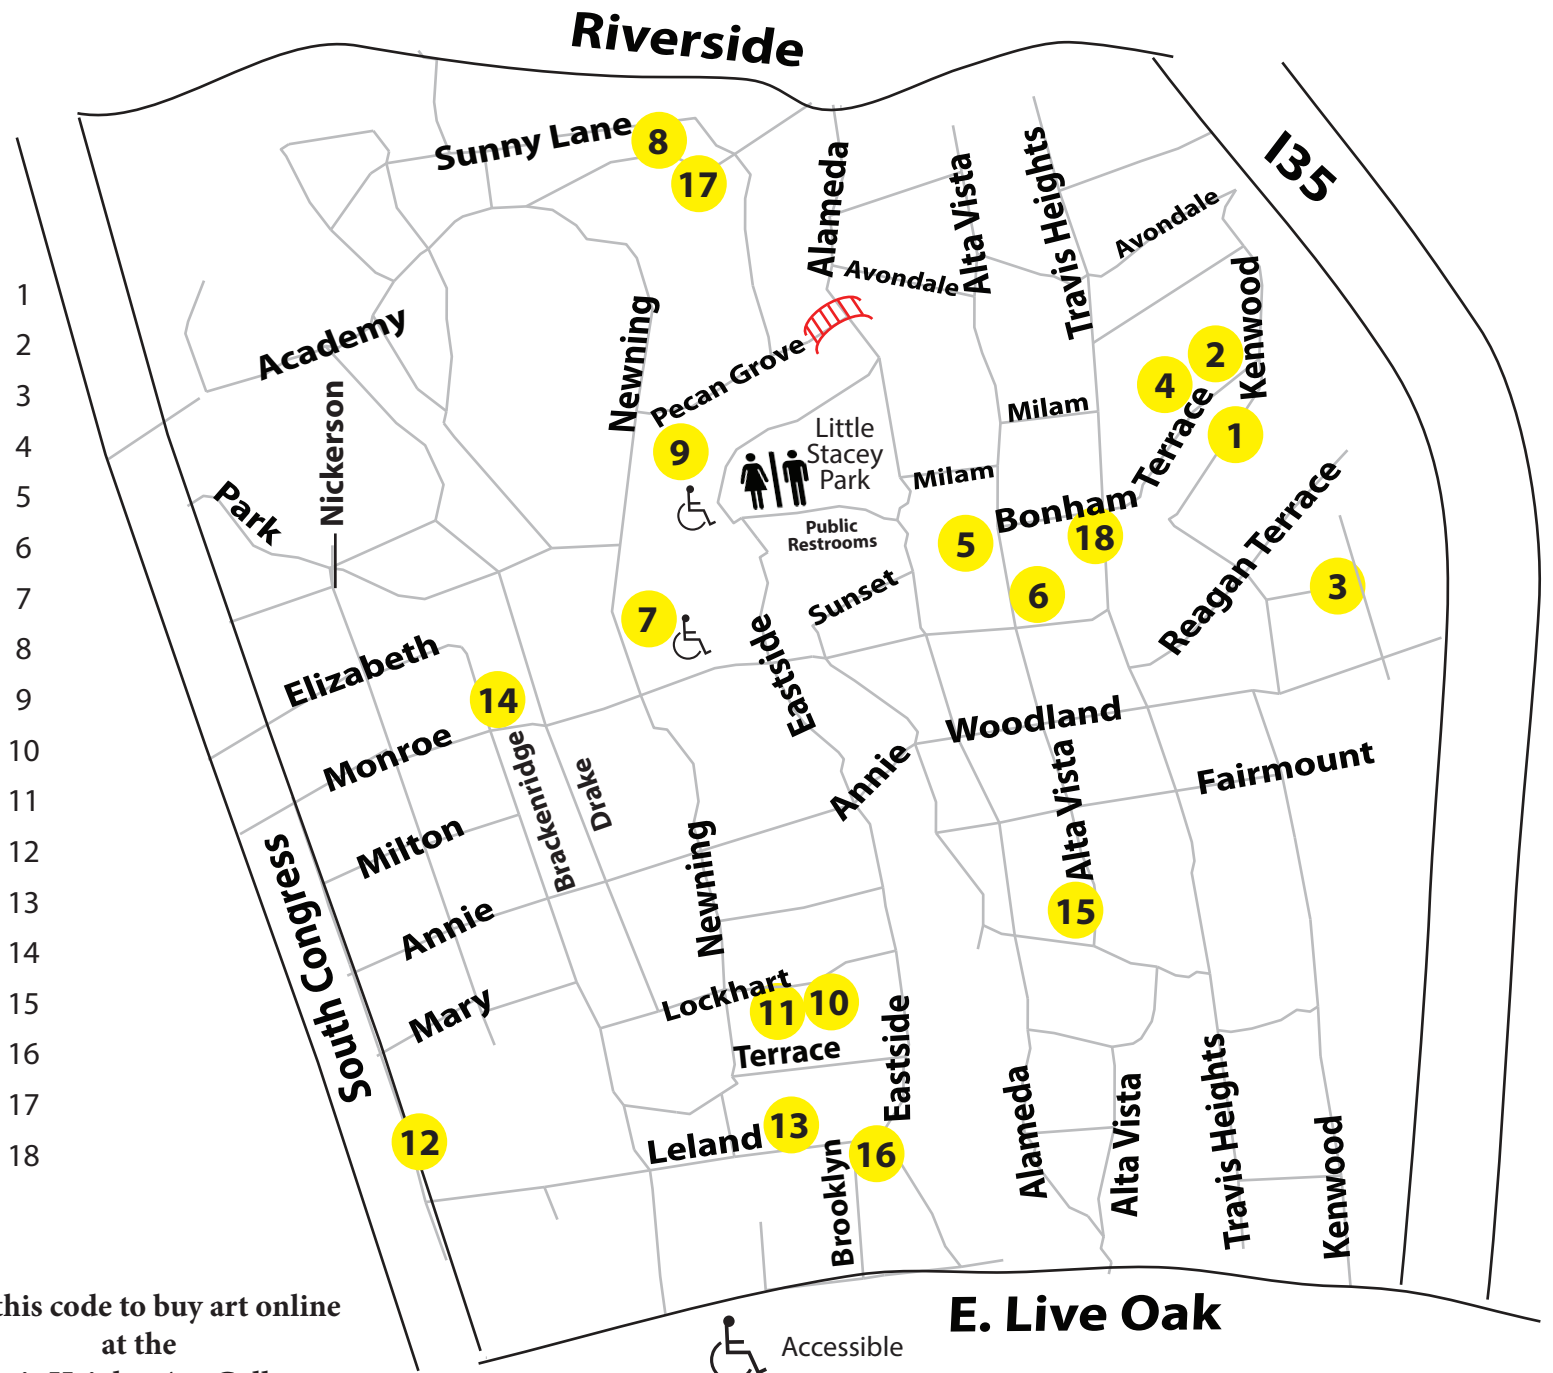 Riverside
Sunny Lane
8
17
I35
Alameda
Alta Vista
Travis Heights
Avondale
Avondale
Kenwood
1
2
3
4
5
6
7
8
9
10
11
12
13
14
15
16
17
18
Academy
Nickerson
Park
Newning
Pecan Grove
9
Little
Stacey
Park
Public
Restrooms
Milam
Milam
2
4
1
Bonham
Terrace
5
18
6
3
Reagan Terrace
Sunset
7
Eastside
Elizabeth
14
Monroe
Brackenridge
Drake
Milton
Annie
Mary
South Congress
12
Woodland
Annie
Fairmount
Alta Vista
15
Newning
Lockhart
11
10
Terrace
Eastside
Leland
13
16
Brooklyn
Alameda
Alta Vista
Travis Heights
Kenwood
E. Live Oak
this code to buy art online
at the
Accessible